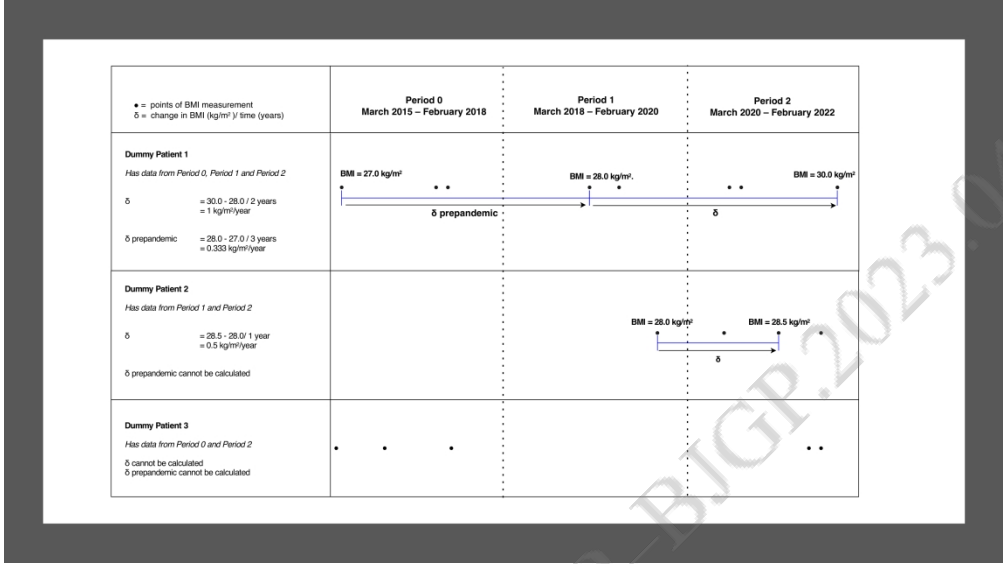 • = points of BMI measurement
δ = change in BMI (kg/m² )/ time (years)
Period 0
March 2015 – February 2018
Period 1
March 2018 – February 2020
Period 2
March 2020 – February 2022
Dummy Patient 1
Has data from Period 0, Period 1 and Period 2
δ = 30.0 - 28.0 / 2 years
= 1 kg/m²/year
δ prepandemic = 28.0 - 27.0 / 3 years
= 0.333 kg/m²/year
BMI = 27.0 kg/m²
BMI = 28.0 kg/m².
BMI = 30.0 kg/m²
δ prepandemic
δ
Dummy Patient 2
Has data from Period 1 and Period 2
δ = 28.5 - 28.0/ 1 year
= 0.5 kg/m²/year
δ prepandemic cannot be calculated
BMI = 28.0 kg/m²
BMI = 28.5 kg/m²
δ
Dummy Patient 3
Has data from Period 0 and Period 2
δ cannot be calculated
δ prepandemic cannot be calculated
BJGP.2023.0